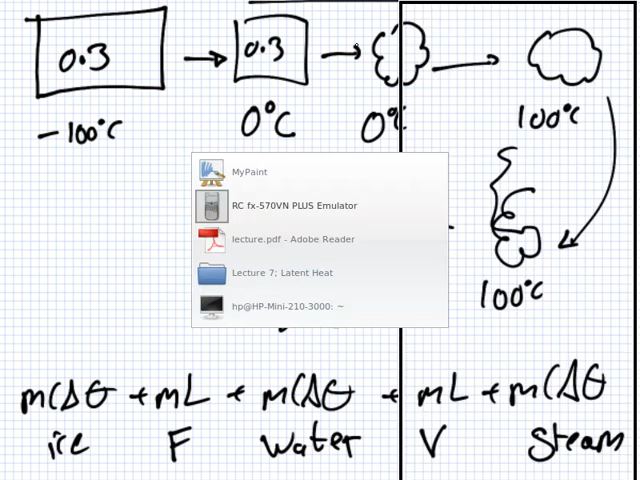 0.3
0.3
-100°C
0°C
0°C
100°C
MyPaint
RC fx-570VN PLUS Emulator
lecture.pdf - Adobe Reader
Lecture 7; Latent Heat
hp@HP-Mini-210-3000: ~
100°C
mCΔθ + mL + mCΔθ + mL + mCΔθ
ice F Water V Steam